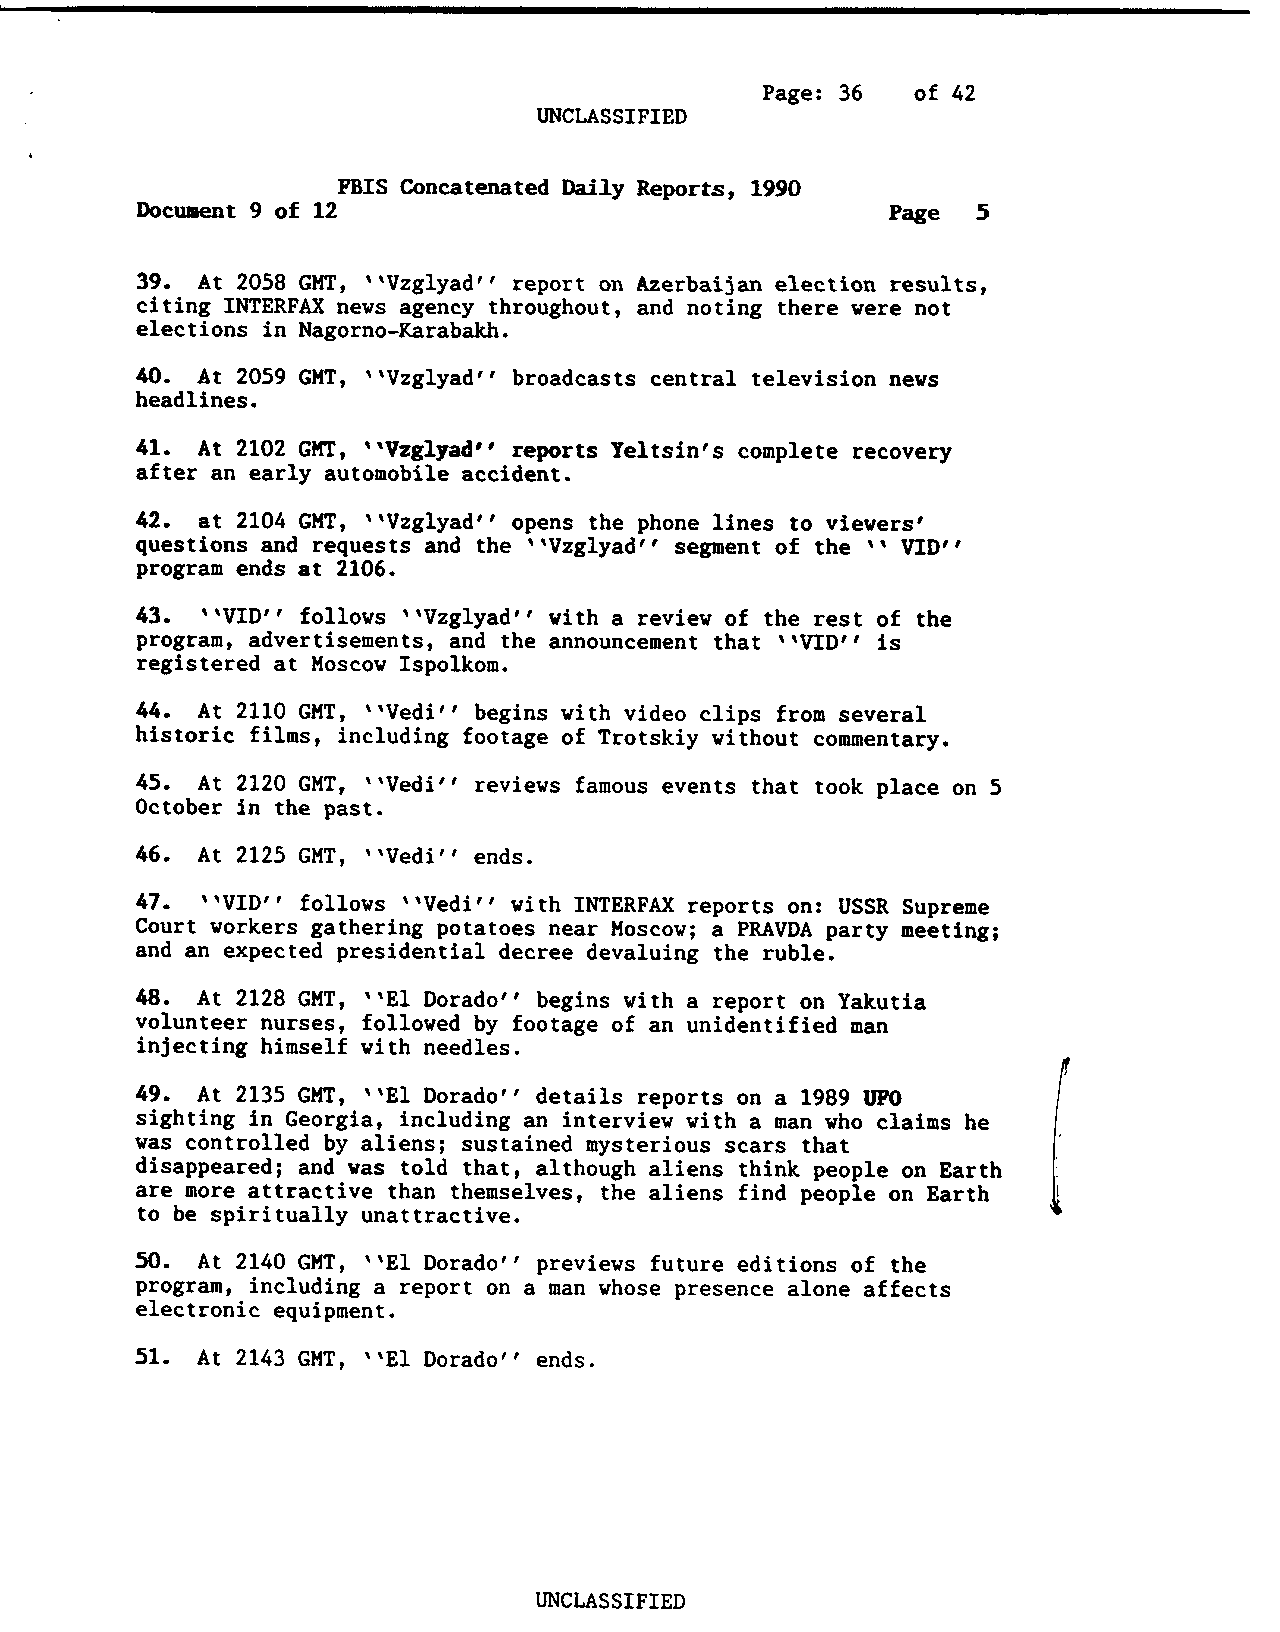 Page: 36 of 42
UNCLASSIFIED
FBIS Concatenated Daily Reports, 1990
Document 9 of 12 Page 5
39. At 2058 GMT, ``Vzglyad'' report on Azerbaijan election results,
citing INTERFAX news agency throughout, and noting there were not
elections in Nagorno-Karabakh.
40. At 2059 GMT, ``Vzglyad'' broadcasts central television news
headlines.
41. At 2102 GMT, ``Vzglyad'' reports Yeltsin's complete recovery
after an early automobile accident.
42. at 2104 GMT, ``Vzglyad'' opens the phone lines to viewers'
questions and requests and the ``Vzglyad'' segment of the `` VID''
program ends at 2106.
43. ``VID'' follows ``Vzglyad'' with a review of the rest of the
program, advertisements, and the announcement that ``VID'' is
registered at Moscow Ispolkom.
44. At 2110 GMT, ``Vedi'' begins with video clips from several
historic films, including footage of Trotskiy without commentary.
45. At 2120 GMT, ``Vedi'' reviews famous events that took place on 5
October in the past.
46. At 2125 GMT, ``Vedi'' ends.
47. ``VID'' follows ``Vedi'' with INTERFAX reports on: USSR Supreme
Court workers gathering potatoes near Moscow; a PRAVDA party meeting;
and an expected presidential decree devaluing the ruble.
48. At 2128 GMT, ``El Dorado'' begins with a report on Yakutia
volunteer nurses, followed by footage of an unidentified man
injecting himself with needles.
49. At 2135 GMT, ``El Dorado'' details reports on a 1989 UFO
sighting in Georgia, including an interview with a man who claims he
was controlled by aliens; sustained mysterious scars that
disappeared; and was told that, although aliens think people on Earth
are more attractive than themselves, the aliens find people on Earth
to be spiritually unattractive.
50. At 2140 GMT, ``El Dorado'' previews future editions of the
program, including a report on a man whose presence alone affects
electronic equipment.
51. At 2143 GMT, ``El Dorado'' ends.
UNCLASSIFIED